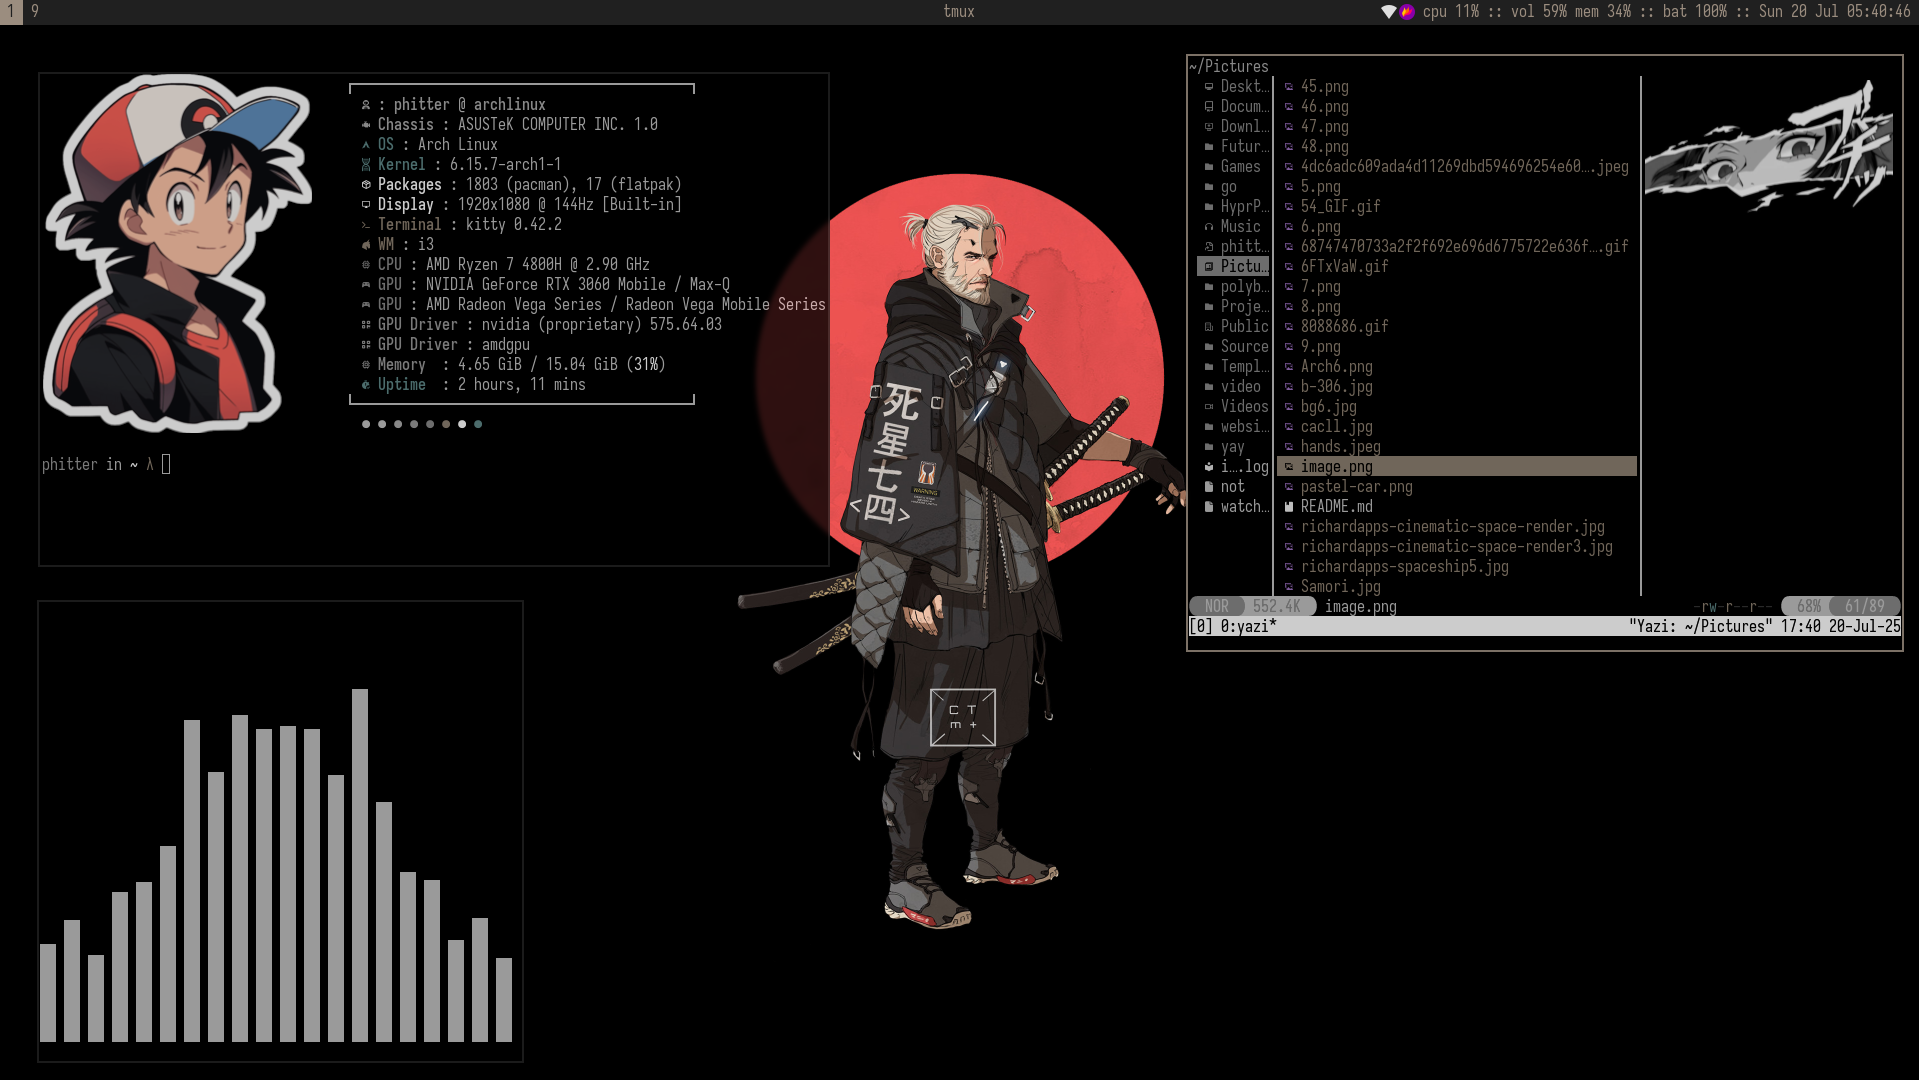 1 9 tmux cpu 11% :: vol 59% mem 34% :: bat 100% :: Sun 20 Jul 05:40:46
: phitter @ archlinux
Chassis : ASUSTeK COMPUTER INC. 1.0
OS : Arch Linux
Kernel : 6.15.7-arch1-1
Packages : 1803 (pacman), 17 (flatpak)
Display : 1920x1080 @ 144Hz [Built-in]
Terminal : kitty 0.42.2
WM : i3
CPU : AMD Ryzen 7 4800H @ 2.90 GHz
GPU : NVIDIA GeForce RTX 3060 Mobile / Max-Q
GPU : AMD Radeon Vega Series / Radeon Vega Mobile Series
GPU Driver : nvidia (proprietary) 575.64.03
GPU Driver : amdgpu
Memory : 4.65 GiB / 15.04 GiB (31%)
Uptime : 2 hours, 11 mins
phitter in ~ λ
死
星
七
<四>
WARNING
C T
m +
~/Pictures
Deskt… 45.png
Docum… 46.png
Downl… 47.png
Futur… 48.png
Games 4dc6adc609ada4d11269dbd594696254e60….jpeg
go 5.png
HyprP… 54_GIF.gif
Music 6.png
phitt… 68747470733a2f2f692e696d6775722e636f….gif
Pictu… 6FTxVaW.gif
polyb… 7.png
Proje… 8.png
Public 8088686.gif
Source 9.png
Templ… Arch6.png
video b-306.jpg
Videos bg6.jpg
websi… cacll.jpg
yay hands.jpeg
i….log image.png
not pastel-car.png
watch… README.md
richardapps-cinematic-space-render.jpg
richardapps-cinematic-space-render3.jpg
richardapps-spaceship5.jpg
Samori.jpg
NOR 552.4K image.png -rw-r--r-- 68% 61/89
[0] 0:yazi* "Yazi: ~/Pictures" 17:40 20-Jul-25